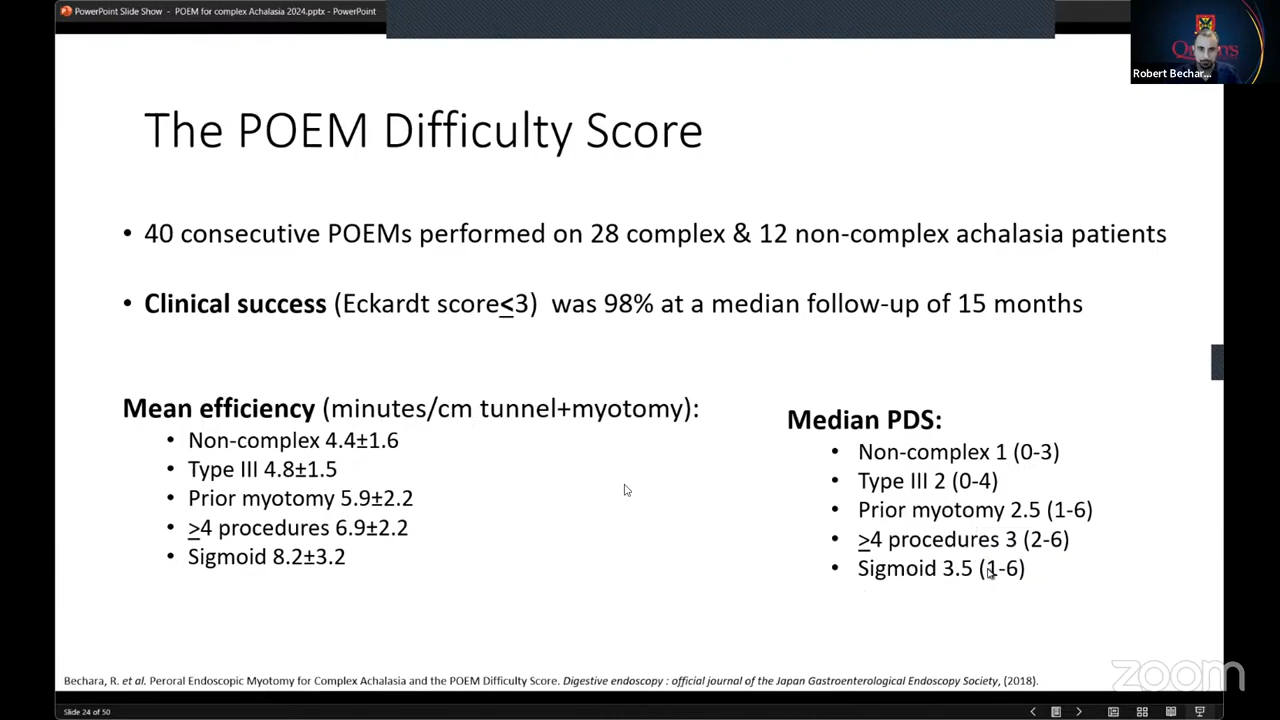 PowerPoint Slide Show - POEM for complex Achalasia 2024.pptx - PowerPoint
Robert Bechar...
The POEM Difficulty Score
• 40 consecutive POEMs performed on 28 complex & 12 non-complex achalasia patients
• Clinical success (Eckardt score≤3) was 98% at a median follow-up of 15 months
Mean efficiency (minutes/cm tunnel+myotomy):
• Non-complex 4.4±1.6
• Type III 4.8±1.5
• Prior myotomy 5.9±2.2
• ≥4 procedures 6.9±2.2
• Sigmoid 8.2±3.2
Median PDS:
• Non-complex 1 (0-3)
• Type III 2 (0-4)
• Prior myotomy 2.5 (1-6)
• ≥4 procedures 3 (2-6)
• Sigmoid 3.5 (1-6)
Bechara, R. et al. Peroral Endoscopic Myotomy for Complex Achalasia and the POEM Difficulty Score. Digestive endoscopy : official journal of the Japan Gastroenterological Endoscopy Society, (2018).
zoom
Slide 24 of 50